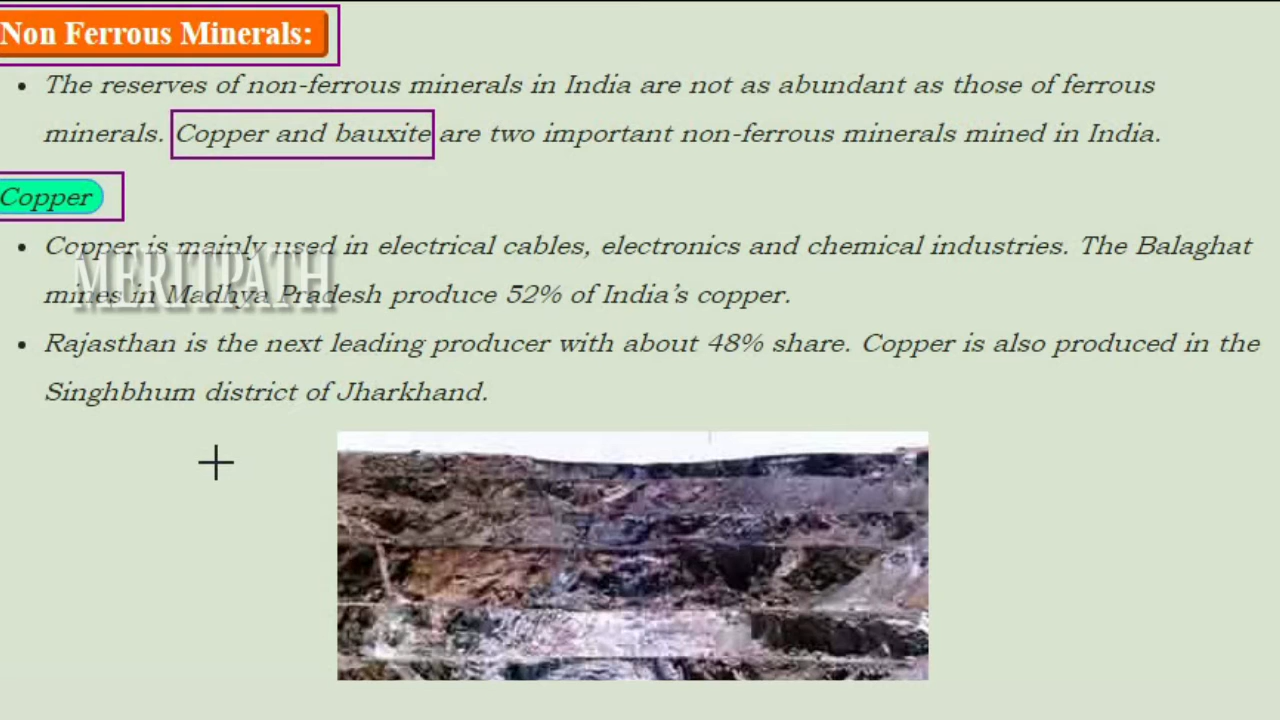 Non Ferrous Minerals:
• The reserves of non-ferrous minerals in India are not as abundant as those of ferrous
minerals. Copper and bauxite are two important non-ferrous minerals mined in India.
Copper
• Copper is mainly used in electrical cables, electronics and chemical industries. The Balaghat
mines in Madhya Pradesh produce 52% of India's copper.
MERITPATH
• Rajasthan is the next leading producer with about 48% share. Copper is also produced in the
Singhbhum district of Jharkhand.